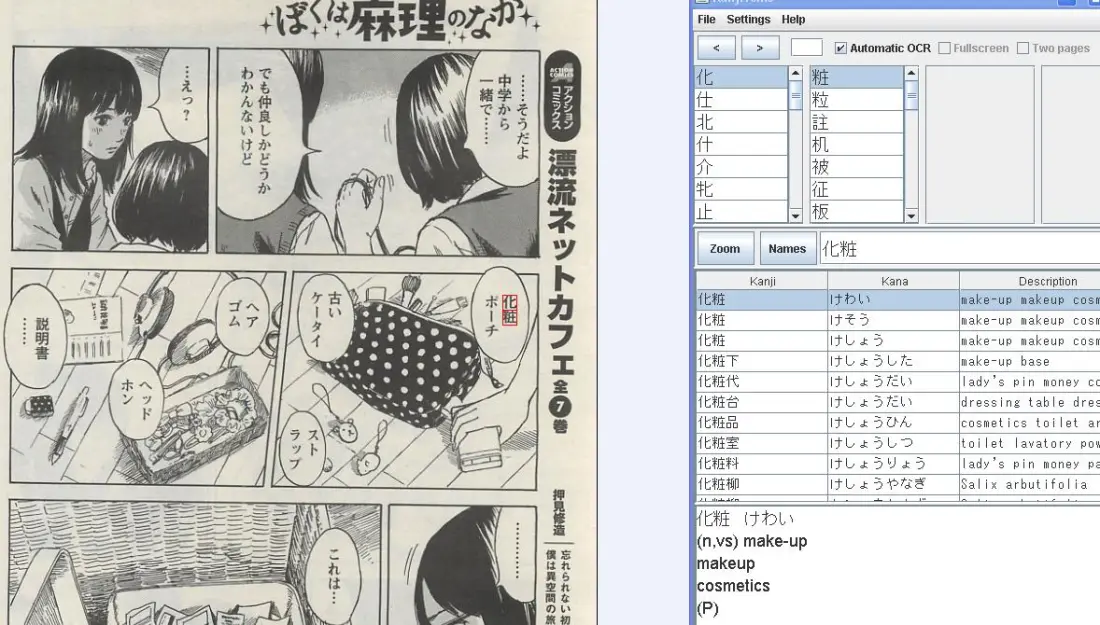 ぼくは麻理のなか
……そうだよ
中学から
一緒で……
でも仲良しかどうか
わかんないけど
…えっ?
ACTION COMICS
アクション
コミックス
漂流ネットカフェ 全7巻
押見修造
忘れられない初
僕は異空間の旅
化粧
ポーチ
古い
ケータイ
スト
ラップ
ヘア
ゴム
ヘッド
ホン
説明書
……
………
これは…
File Settings Help
< > Automatic OCR Fullscreen Two pages
化 粧
仕 粒
北 註
什 机
介 被
牝 征
止 板
Zoom Names 化粧
Kanji Kana Description
化粧 けわい make-up makeup cosm
化粧 けそう make-up makeup cosm
化粧 けしょう make-up makeup cosm
化粧下 けしょうした make-up base
化粧代 けしょうだい lady's pin money co
化粧台 けしょうだい dressing table dres
化粧品 けしょうひん cosmetics toilet ar
化粧室 けしょうしつ toilet lavatory pow
化粧料 けしょうりょう lady's pin money pa
化粧柳 けしょうやなぎ Salix arbutifolia
化粧 けわい
(n,vs) make-up
makeup
cosmetics
(P)